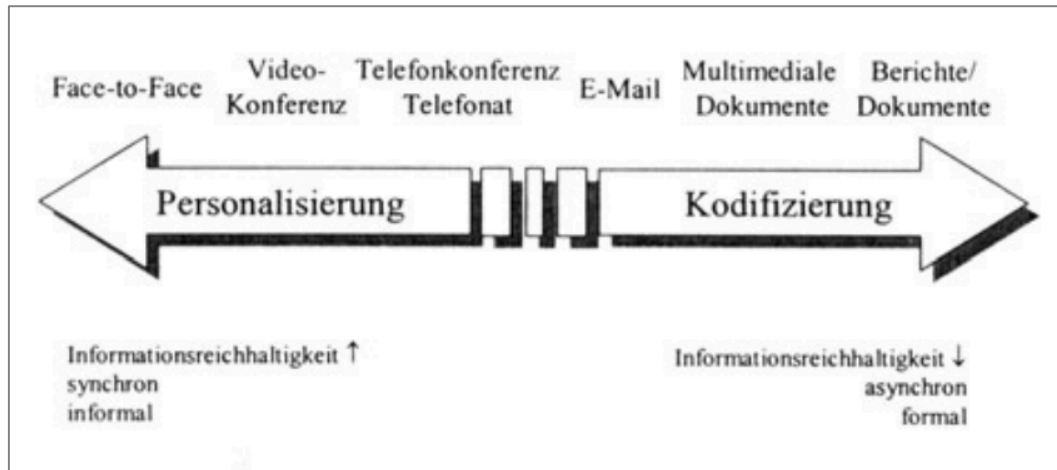 Face-to-Face
Video-
Konferenz
Telefonkonferenz
Telefonat
E-Mail
Multimediale
Dokumente
Berichte/
Dokumente
Personalisierung
Kodifizierung
Informationsreichhaltigkeit ↑
synchron
informal
Informationsreichhaltigkeit ↓
asynchron
formal